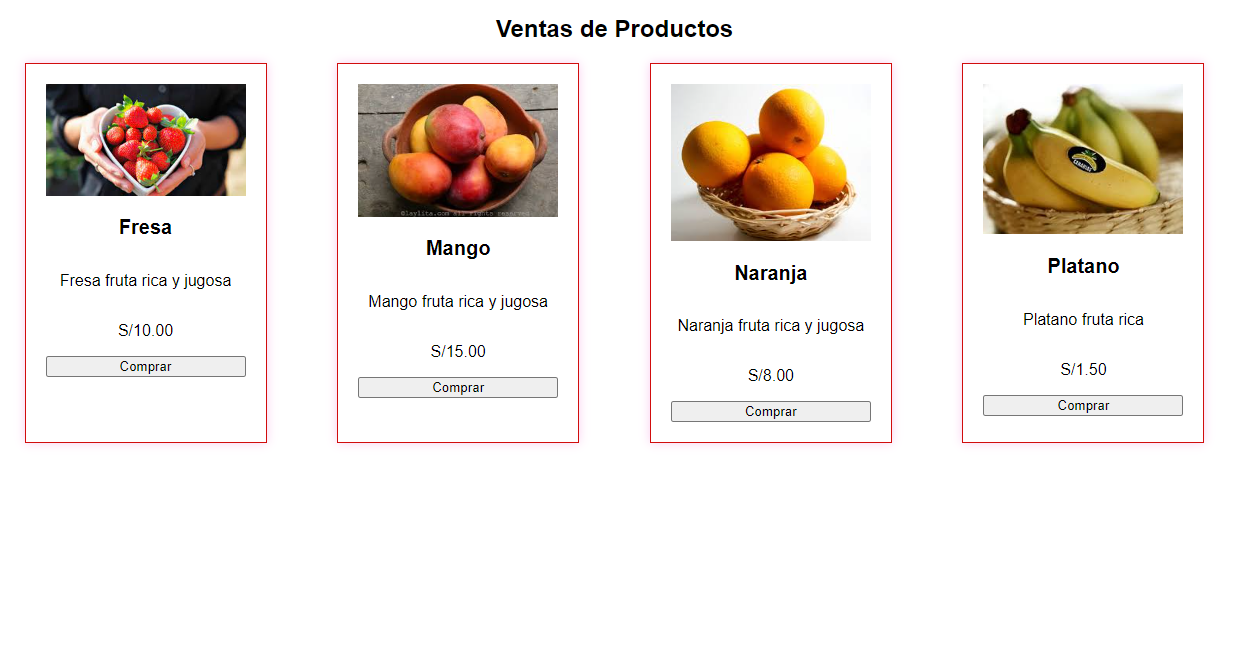 Ventas de Productos
Fresa
Fresa fruta rica y jugosa
S/10.00
Comprar
©laylita.com all rights reserved
Mango
Mango fruta rica y jugosa
S/15.00
Comprar
Naranja
Naranja fruta rica y jugosa
S/8.00
Comprar
Platano
Platano fruta rica
S/1.50
Comprar